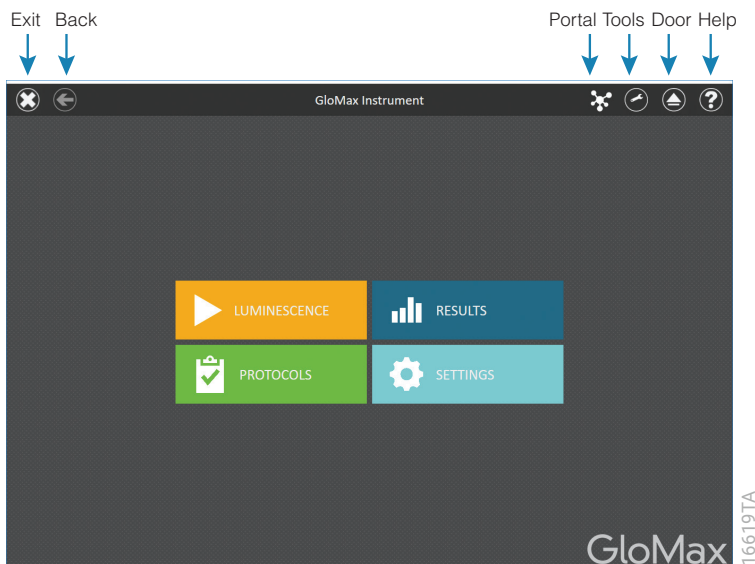 Exit Back Portal Tools Door Help
GloMax Instrument
LUMINESCENCE RESULTS
PROTOCOLS SETTINGS
GloMax
16619TA